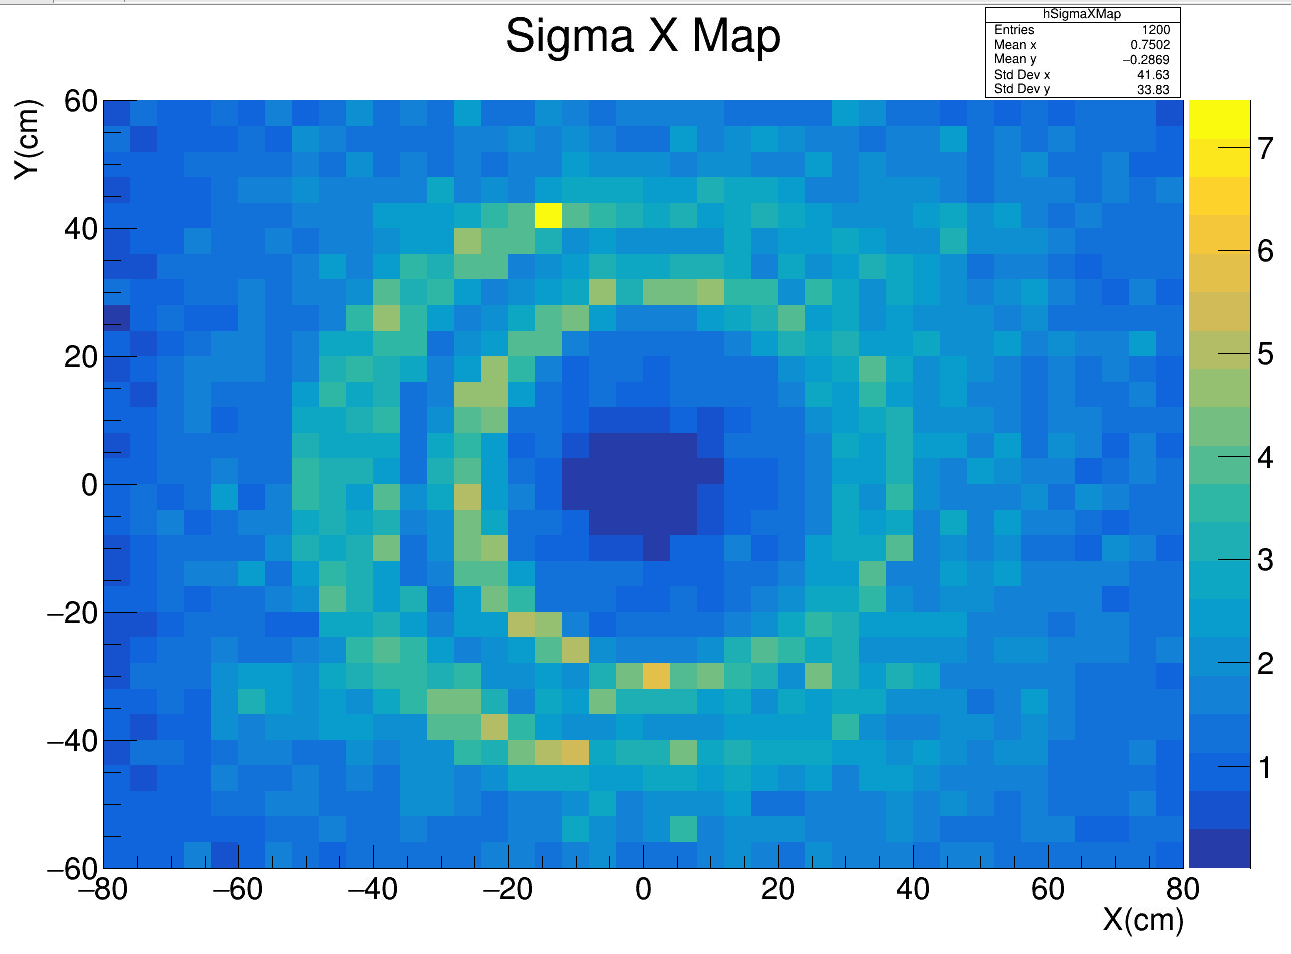 Sigma X Map
hSigmaXMap
Entries 1200
Mean x 0.7502
Mean y −0.2869
Std Dev x 41.63
Std Dev y 33.83
Y(cm)
60
40
20
0
−20
−40
−60
−80 −60 −40 −20 0 20 40 60 80
X(cm)
7
6
5
4
3
2
1